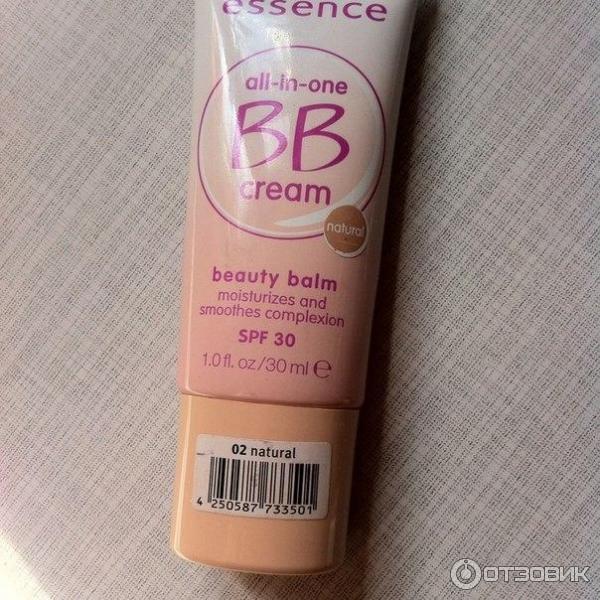 essence
all-in-one
BB
cream
natural
beauty balm
moisturizes and
smoothes complexion
SPF 30
1.0 fl. oz/30 ml e
02 natural
4 250587 733501
ОТЗОВИК